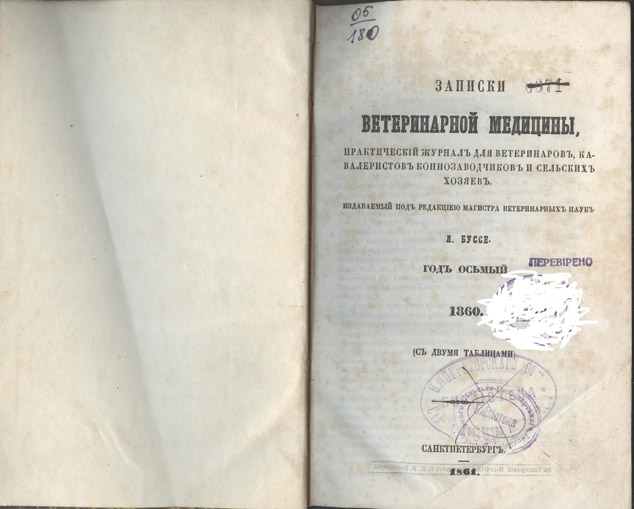 об
180
ЗАПИСКИ
ВЕТЕРИНАРНОЙ МЕДИЦИНЫ,
ПРАКТИЧЕСКІЙ ЖУРНАЛЪ ДЛЯ ВЕТЕРИНАРОВЪ, КА-
ВАЛЕРИСТОВЪ КОННОЗАВОДЧИКОВЪ И СЕЛЬСКИХЪ
ХОЗЯЕВЪ.
ИЗДАВАЕМЫЙ ПОДЪ РЕДАКЦІЕЮ МАГИСТРА ВЕТЕРИНАРНЫХЪ НАУКЪ
Л. БУССЕ.
ГОДЪ ОСЬМЫЙ
ПЕРЕВІРЕНО
1860.
(СЪ ДВУМЯ ТАБЛИЦАМИ)
САНКТПЕТЕРБУРГЪ.
1861.